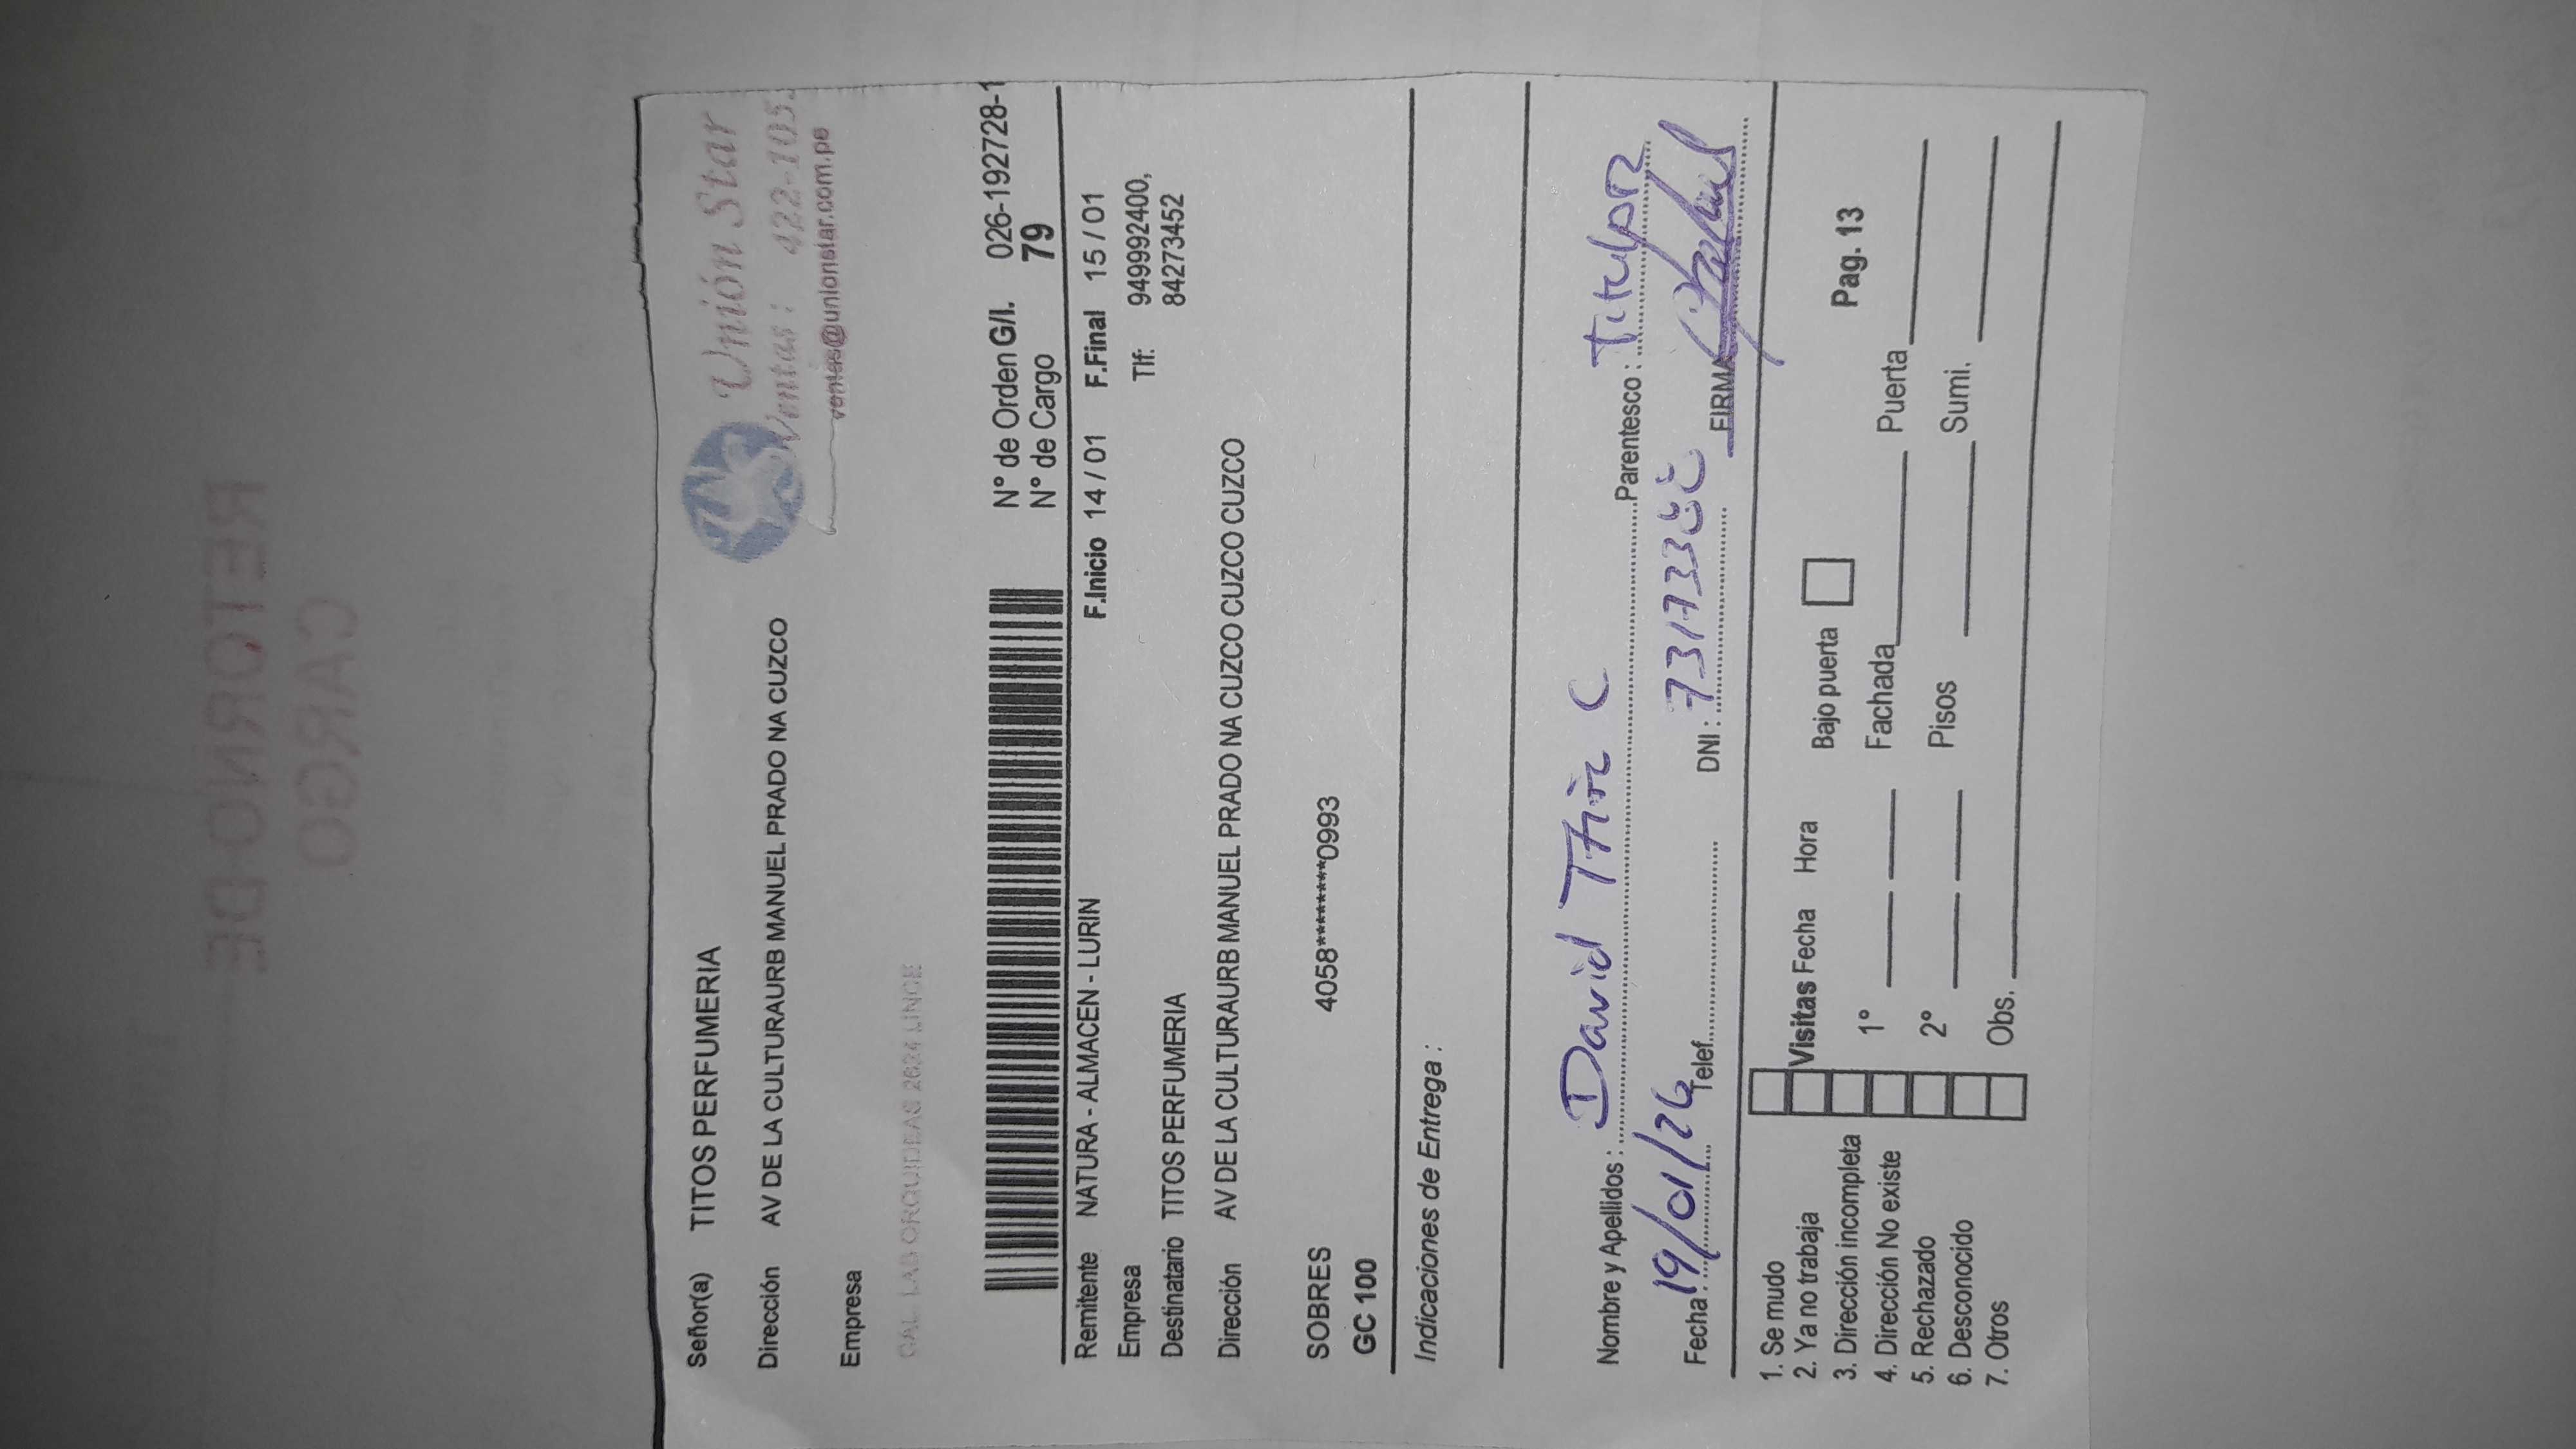 Unión Star
Señor(a) TITOS PERFUMERIA
Ventas: 422-105
Dirección AV DE LA CULTURAURB MANUEL PRADO NA CUZCO
ventas@unionstar.com.pe
Empresa
CAL LAS ORQUIDEAS 2624 LINCE
N° de Orden G/I. 026-192728-1
N° de Cargo 79
Remitente NATURA - ALMACEN - LURIN F.Inicio 14 / 01 F.Final 15 / 01
Empresa Tlf: 949992400,
Destinatario TITOS PERFUMERIA 84273452
Dirección AV DE LA CULTURAURB MANUEL PRADO NA CUZCO CUZCO CUZCO
SOBRES 4058*********0993
GC 100
Indicaciones de Entrega :
Nombre y Apellidos : David C Parentesco : Titular
Fecha : 19/01/26 Telef. DNI : FIRMA
1. Se mudo
2. Ya no trabaja Visitas Fecha Hora Bajo puerta Pag. 13
3. Dirección incompleta
4. Dirección No existe 1° Fachada Puerta
5. Rechazado
6. Desconocido 2° Pisos Sumi.
7. Otros Obs.
RETORNO DE
CARGO